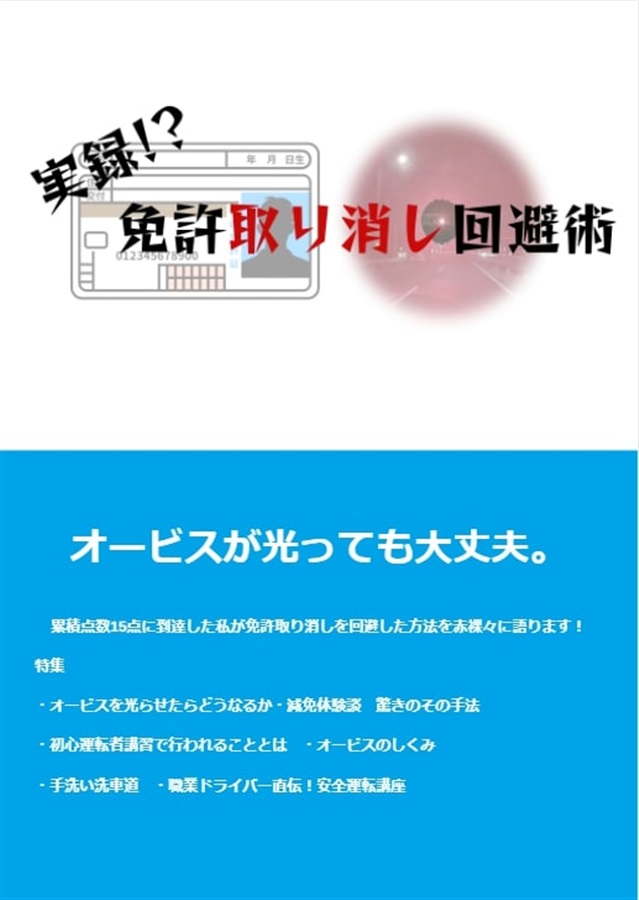 実録!?
年 月 日生
交付
012345678900
免許取り消し回避術
オービスが光っても大丈夫。
累積点数15点に到達した私が免許取り消しを回避した方法を赤裸々に語ります！
特集
・オービスを光らせたらどうなるか・減免体験談　驚きのその手法
・初心運転者講習で行われることとは　・オービスのしくみ
・手洗い洗車道　・職業ドライバー直伝！安全運転講座